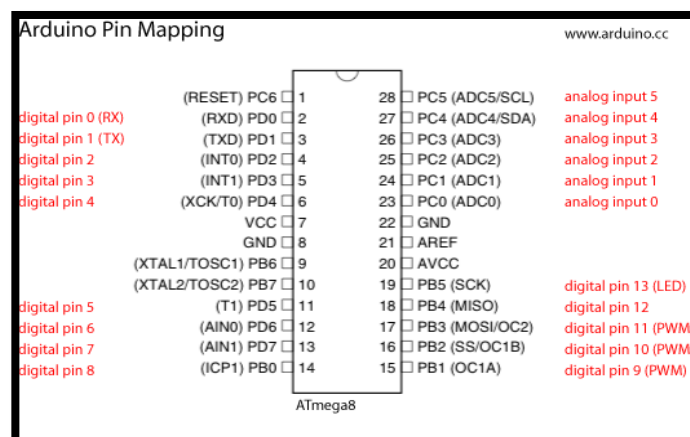 Arduino Pin Mapping www.arduino.cc
(RESET) PC6 1 28 PC5 (ADC5/SCL) analog input 5
digital pin 0 (RX) (RXD) PD0 2 27 PC4 (ADC4/SDA) analog input 4
digital pin 1 (TX) (TXD) PD1 3 26 PC3 (ADC3) analog input 3
digital pin 2 (INT0) PD2 4 25 PC2 (ADC2) analog input 2
digital pin 3 (INT1) PD3 5 24 PC1 (ADC1) analog input 1
digital pin 4 (XCK/T0) PD4 6 23 PC0 (ADC0) analog input 0
VCC 7 22 GND
GND 8 21 AREF
(XTAL1/TOSC1) PB6 9 20 AVCC
(XTAL2/TOSC2) PB7 10 19 PB5 (SCK) digital pin 13 (LED)
digital pin 5 (T1) PD5 11 18 PB4 (MISO) digital pin 12
digital pin 6 (AIN0) PD6 12 17 PB3 (MOSI/OC2) digital pin 11 (PWM
digital pin 7 (AIN1) PD7 13 16 PB2 (SS/OC1B) digital pin 10 (PWM
digital pin 8 (ICP1) PB0 14 15 PB1 (OC1A) digital pin 9 (PWM)
ATmega8